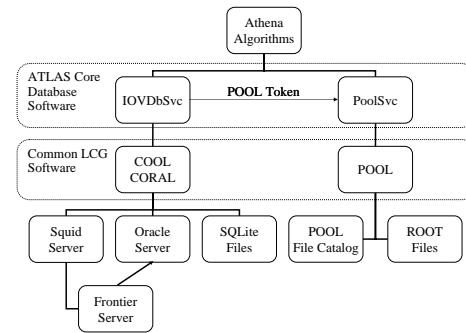 Athena
Algorithms
ATLAS Core
Database
Software
IOVDbSvc
POOL Token
PoolSvc
Common LCG
Software
COOL
CORAL
POOL
Squid
Server
Oracle
Server
SQLite
Files
POOL
File Catalog
ROOT
Files
Frontier
Server